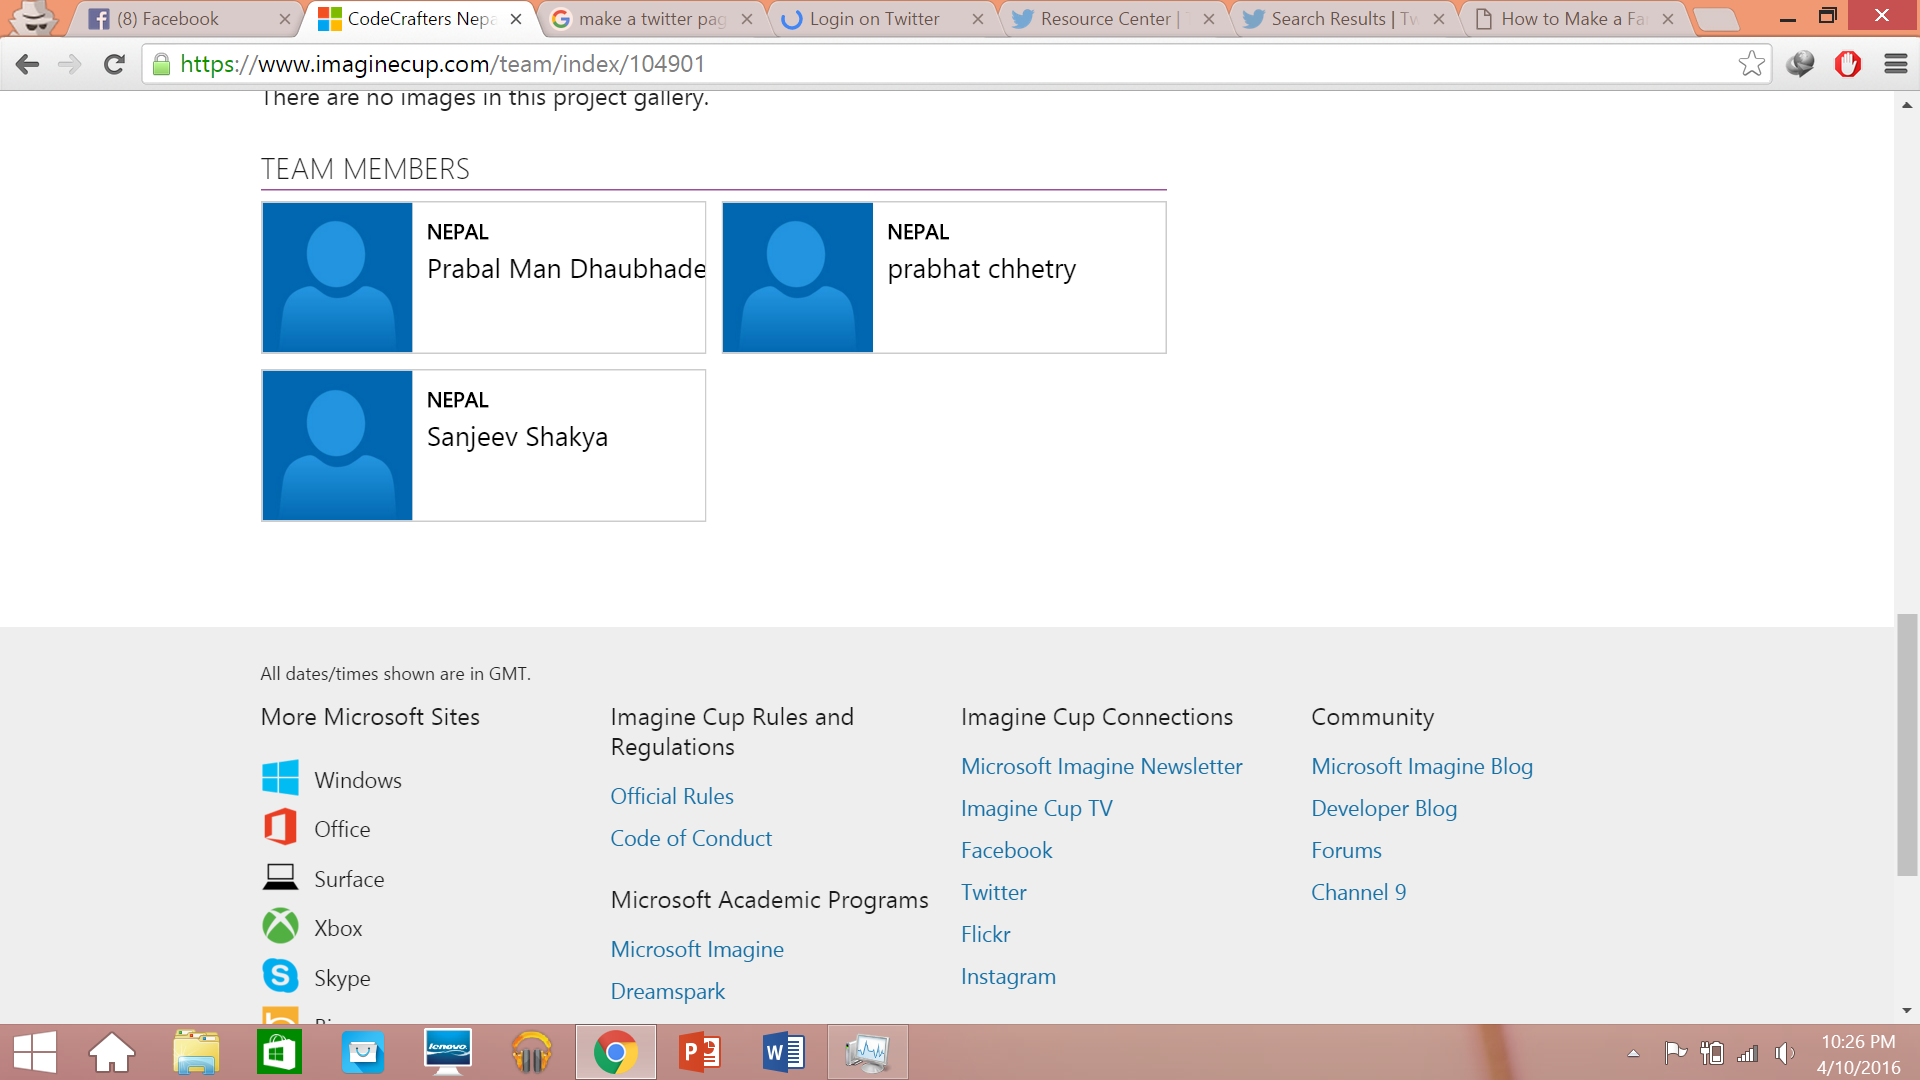 (8) Facebook
CodeCrafters Nepa
make a twitter pag
Login on Twitter
Resource Center | T
Search Results | Tw
How to Make a Fa
https://www.imaginecup.com/team/index/104901
There are no images in this project gallery.
TEAM MEMBERS
NEPAL
Prabal Man Dhaubhade
NEPAL
prabhat chhetry
NEPAL
Sanjeev Shakya
All dates/times shown are in GMT.
More Microsoft Sites
Windows
Office
Surface
Xbox
Skype
Imagine Cup Rules and
Regulations
Official Rules
Code of Conduct
Microsoft Academic Programs
Microsoft Imagine
Dreamspark
Imagine Cup Connections
Microsoft Imagine Newsletter
Imagine Cup TV
Facebook
Twitter
Flickr
Instagram
Community
Microsoft Imagine Blog
Developer Blog
Forums
Channel 9
lenovo
10:26 PM
4/10/2016